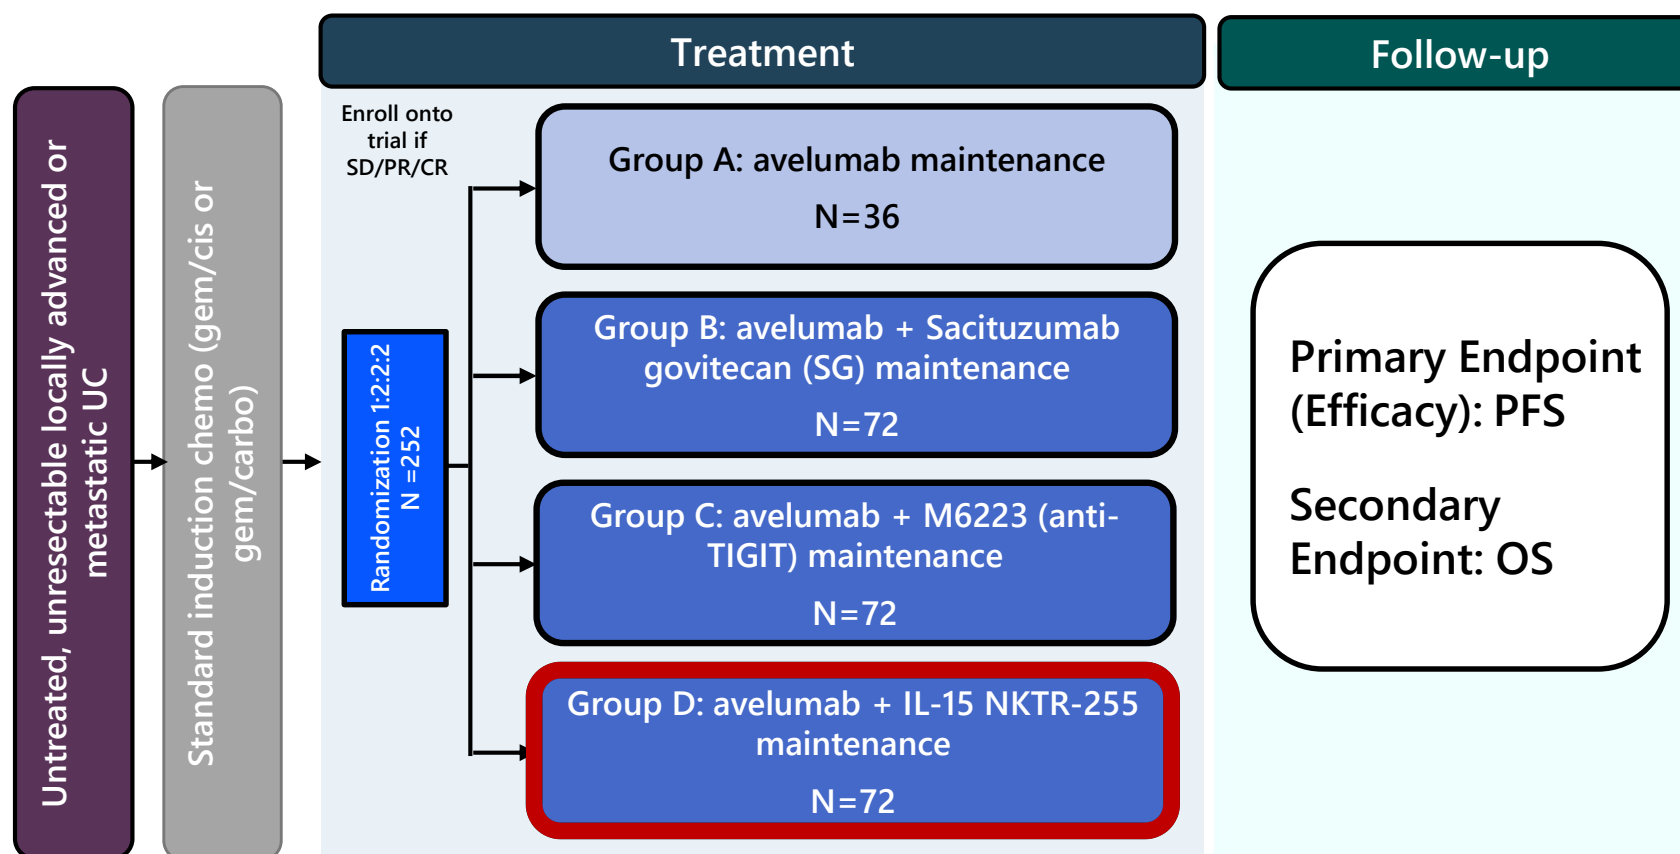 Treatment
Follow-up
Untreated, unresectable locally advanced or
metastatic UC
Standard induction chemo (gem/cis or
gem/carbo)
Enroll onto
trial if
SD/PR/CR
Randomization 1:2:2:2
N =252
Group A: avelumab maintenance
N=36
Group B: avelumab + Sacituzumab
govitecan (SG) maintenance
N=72
Group C: avelumab + M6223 (anti-
TIGIT) maintenance
N=72
Group D: avelumab + IL-15 NKTR-255
maintenance
N=72
Primary Endpoint
(Efficacy): PFS
Secondary
Endpoint: OS